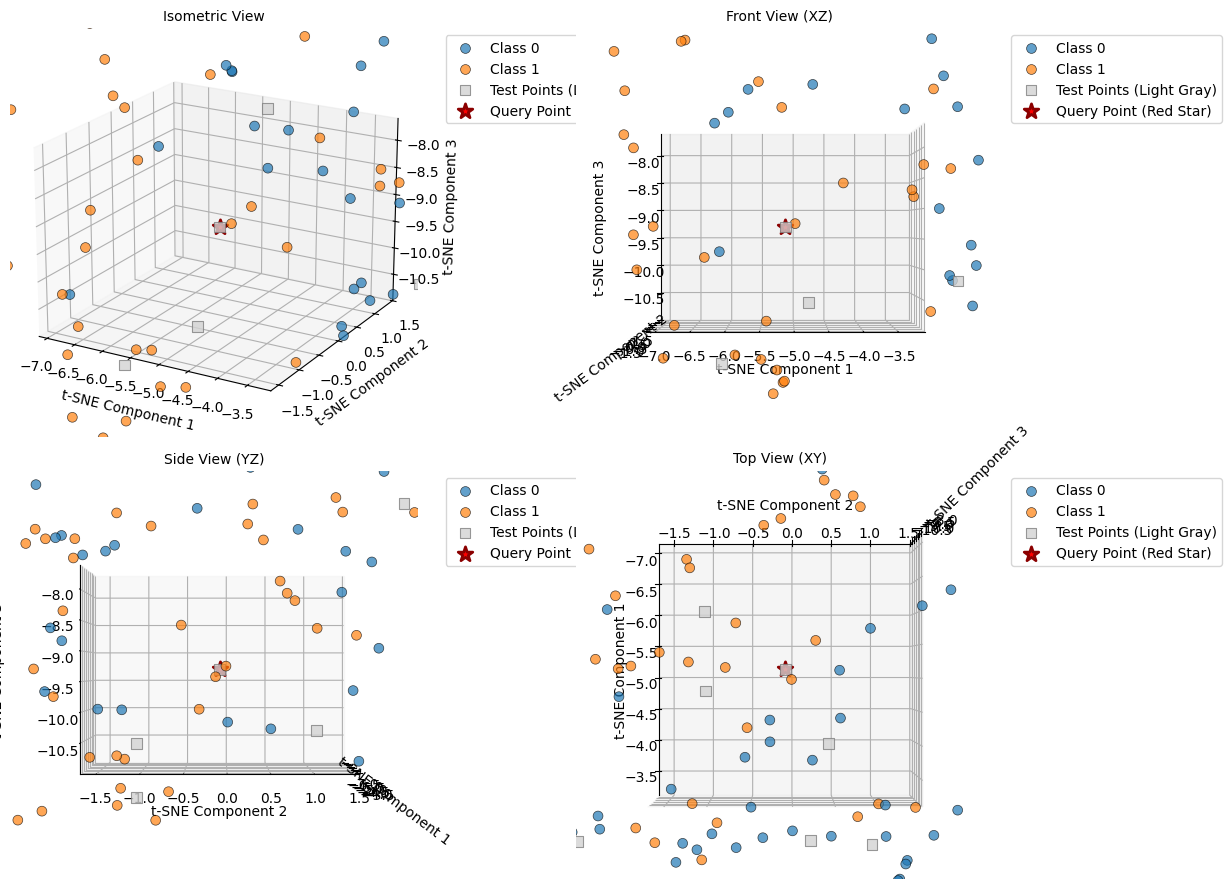 Isometric View
Class 0
Class 1
Test Points (L
Query Point
−8.0
−8.5
−9.0
−9.5
−10.0
−10.5
t-SNE Component 3
1.5
1.0
0.5
0.0
−0.5
−1.0
−1.5
t-SNE Component 2
−7.0
−6.5
−6.0
−5.5
−5.0
−4.5
−4.0
−3.5
t-SNE Component 1
Front View (XZ)
Class 0
Class 1
Test Points (Light Gray)
Query Point (Red Star)
−8.0
−8.5
−9.0
−9.5
−10.0
−10.5
t-SNE Component 3
t-SNE Component 2
−7.0
−6.5
−6.0
−5.5
−5.0
−4.5
−4.0
−3.5
t-SNE Component 1
Side View (YZ)
Class 0
Class 1
Test Points (L
Query Point
−8.0
−8.5
−9.0
−9.5
−10.0
−10.5
−1.5
−1.0
−0.5
0.0
0.5
1.0
1.5
t-SNE Component 2
t-SNE Component 1
Top View (XY)
Class 0
Class 1
Test Points (Light Gray)
Query Point (Red Star)
t-SNE Component 3
t-SNE Component 2
−1.5
−1.0
−0.5
0.0
0.5
1.0
1.5
−7.0
−6.5
−6.0
−5.5
−5.0
−4.5
−4.0
−3.5
t-SNE Component 1